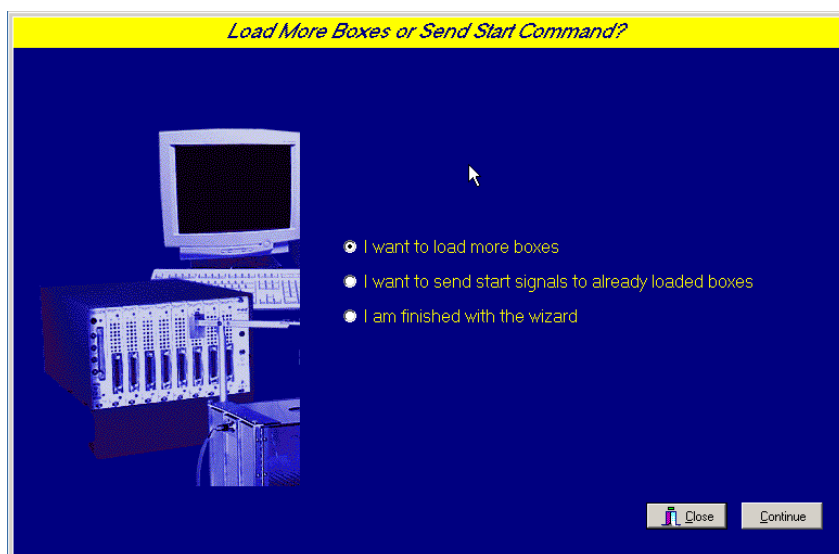 Load More Boxes or Send Start Command?
I want to load more boxes
I want to send start signals to already loaded boxes
I am finished with the wizard
Close
Continue